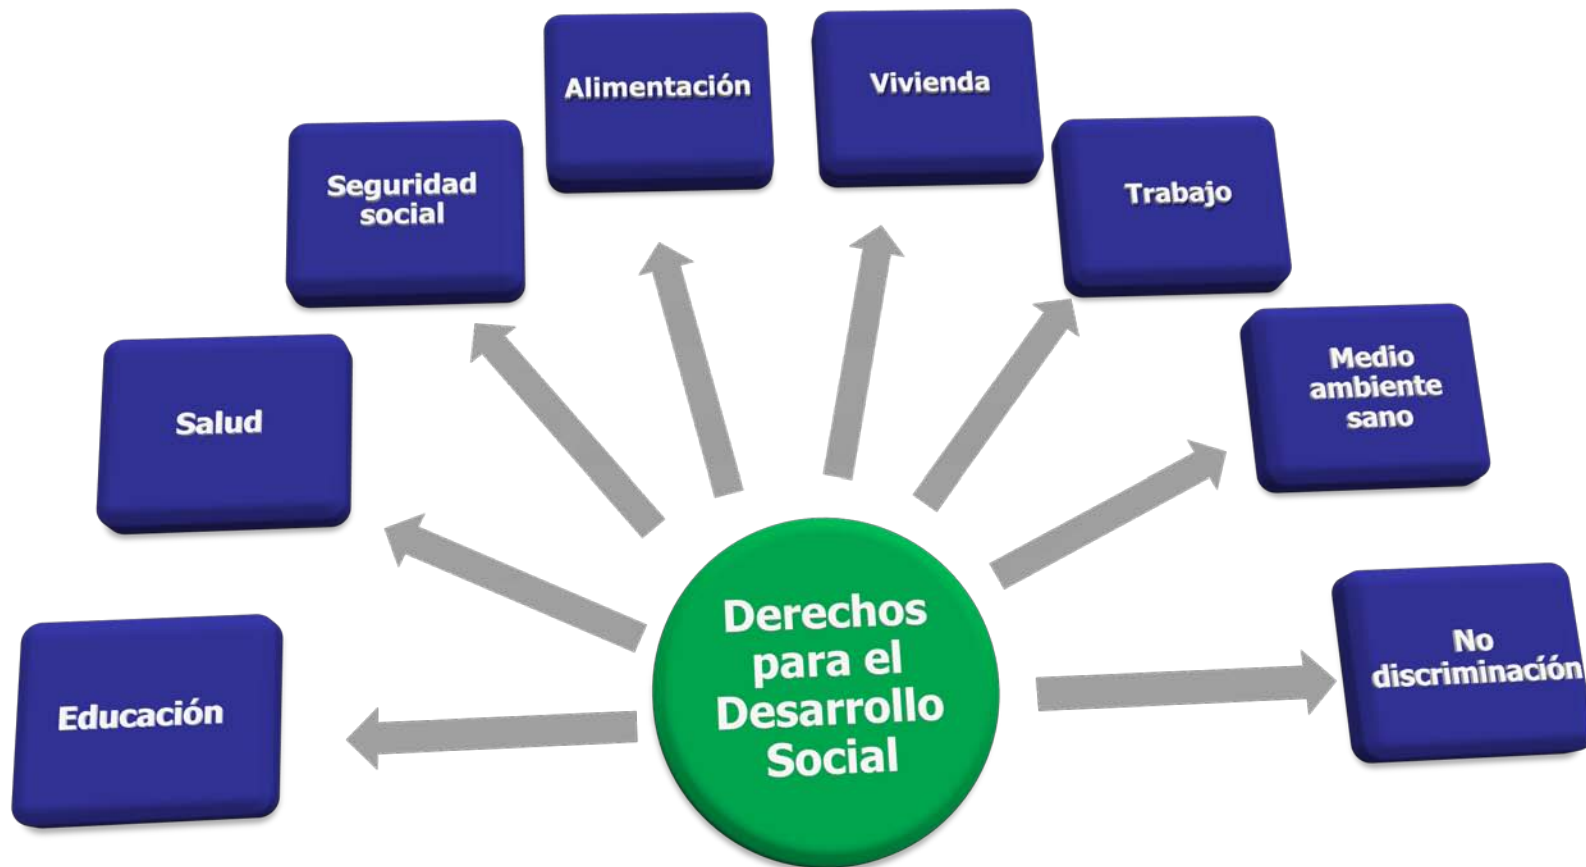 Alimentación
Vivienda
Seguridad
social
Trabajo
Medio
ambiente
sano
Salud
Derechos
para el
Desarrollo
Social
No
discriminación
Educación